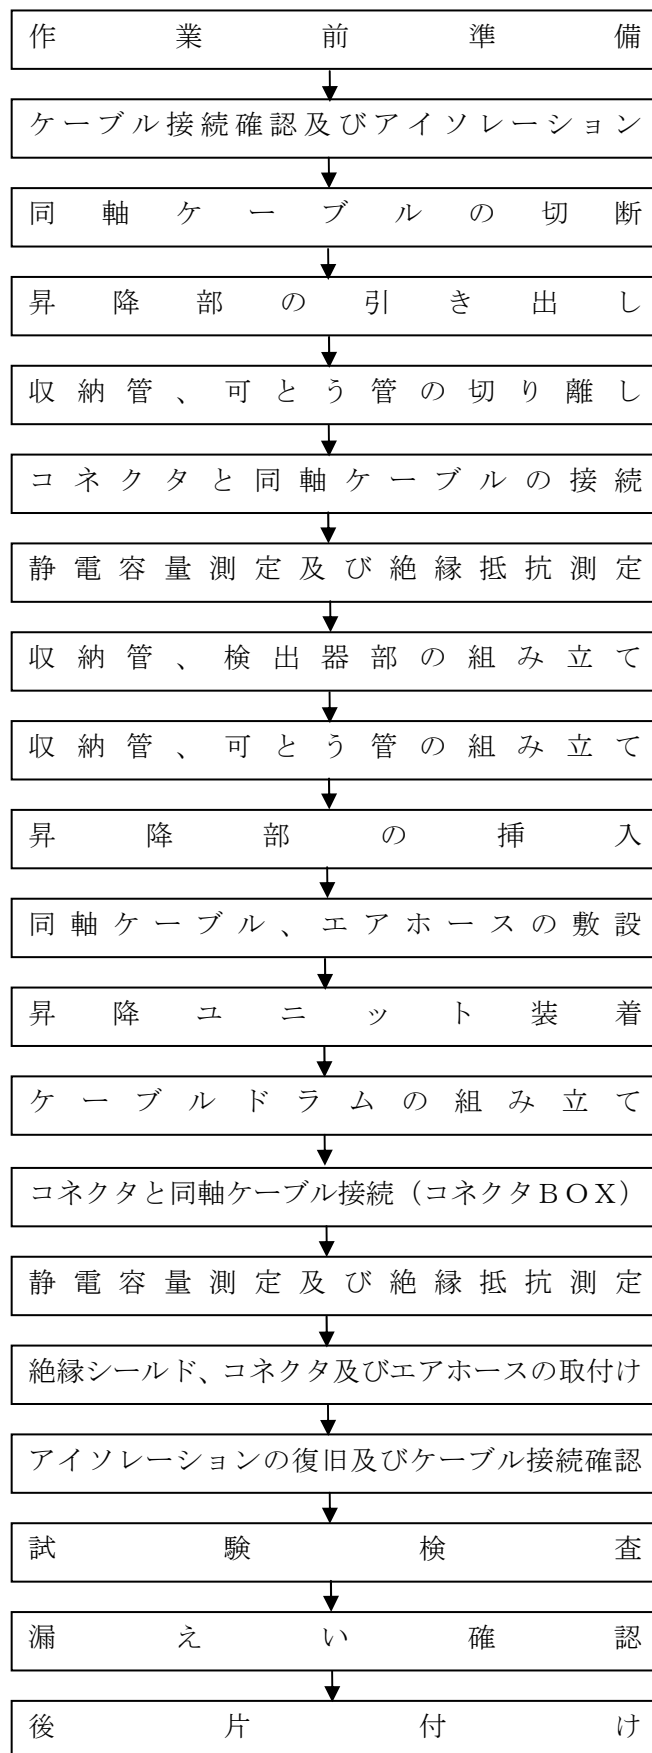 作業前準備
ケーブル接続確認及びアイソレーション
同軸ケーブルの切断
昇降部の引き出し
収納管、可とう管の切り離し
コネクタと同軸ケーブルの接続
静電容量測定及び絶縁抵抗測定
収納管、検出器部の組み立て
収納管、可とう管の組み立て
昇降部の挿入
同軸ケーブル、エアホースの敷設
昇降ユニット装着
ケーブルドラムの組み立て
コネクタと同軸ケーブル接続（コネクタＢＯＸ）
静電容量測定及び絶縁抵抗測定
絶縁シールド、コネクタ及びエアホースの取付け
アイソレーションの復旧及びケーブル接続確認
試験検査
漏えい確認
後片付け